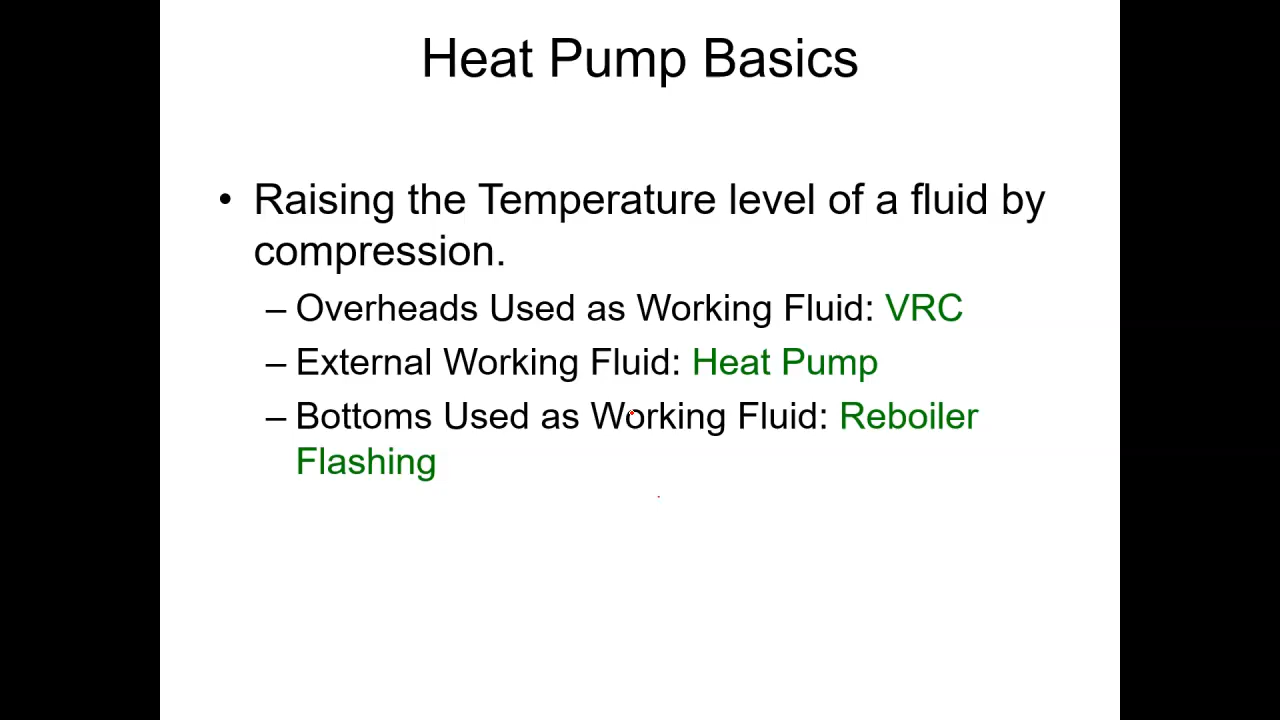 Heat Pump Basics
• Raising the Temperature level of a fluid by
compression.
– Overheads Used as Working Fluid: VRC
– External Working Fluid: Heat Pump
– Bottoms Used as Working Fluid: Reboiler
Flashing